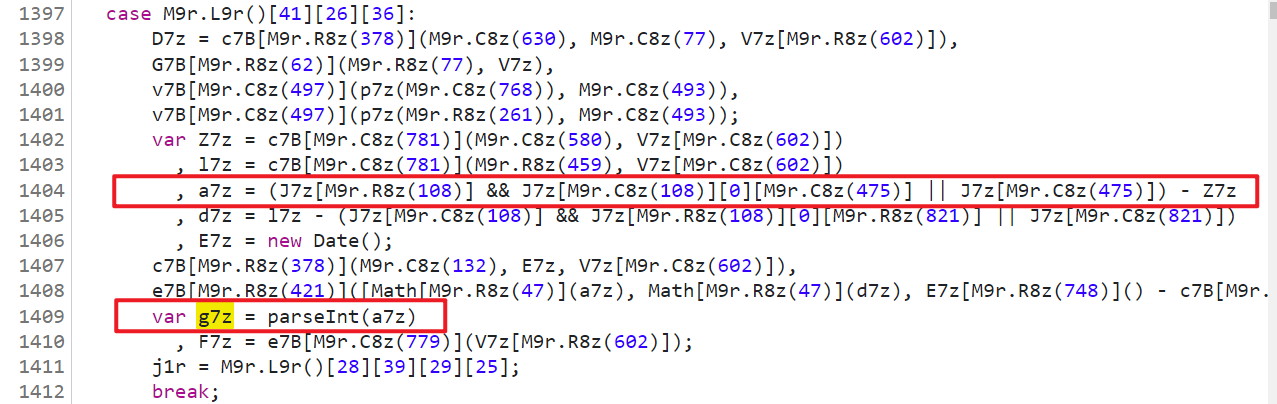 1397 case M9r.L9r()[41][26][36]:
1398 D7z = c7B[M9r.R8z(378)](M9r.C8z(630), M9r.C8z(77), V7z[M9r.R8z(602)]),
1399 G7B[M9r.R8z(62)](M9r.R8z(77), V7z),
1400 v7B[M9r.C8z(497)](p7z(M9r.C8z(768)), M9r.C8z(493)),
1401 v7B[M9r.C8z(497)](p7z(M9r.R8z(261)), M9r.C8z(493));
1402 var Z7z = c7B[M9r.C8z(781)](M9r.C8z(580), V7z[M9r.C8z(602)])
1403 , l7z = c7B[M9r.C8z(781)](M9r.R8z(459), V7z[M9r.C8z(602)])
1404 , a7z = (J7z[M9r.R8z(108)] && J7z[M9r.C8z(108)][0][M9r.C8z(475)] || J7z[M9r.C8z(475)]) - Z7z
1405 , d7z = l7z - (J7z[M9r.C8z(108)] && J7z[M9r.R8z(108)][0][M9r.R8z(821)] || J7z[M9r.C8z(821)])
1406 , E7z = new Date();
1407 c7B[M9r.R8z(378)](M9r.C8z(132), E7z, V7z[M9r.C8z(602)]),
1408 e7B[M9r.R8z(421)]([Math[M9r.R8z(47)](a7z), Math[M9r.R8z(47)](d7z), E7z[M9r.R8z(748)]() - c7B[M9r.
1409 var g7z = parseInt(a7z)
1410 , F7z = e7B[M9r.C8z(779)](V7z[M9r.R8z(602)]);
1411 j1r = M9r.L9r()[28][39][29][25];
1412 break;